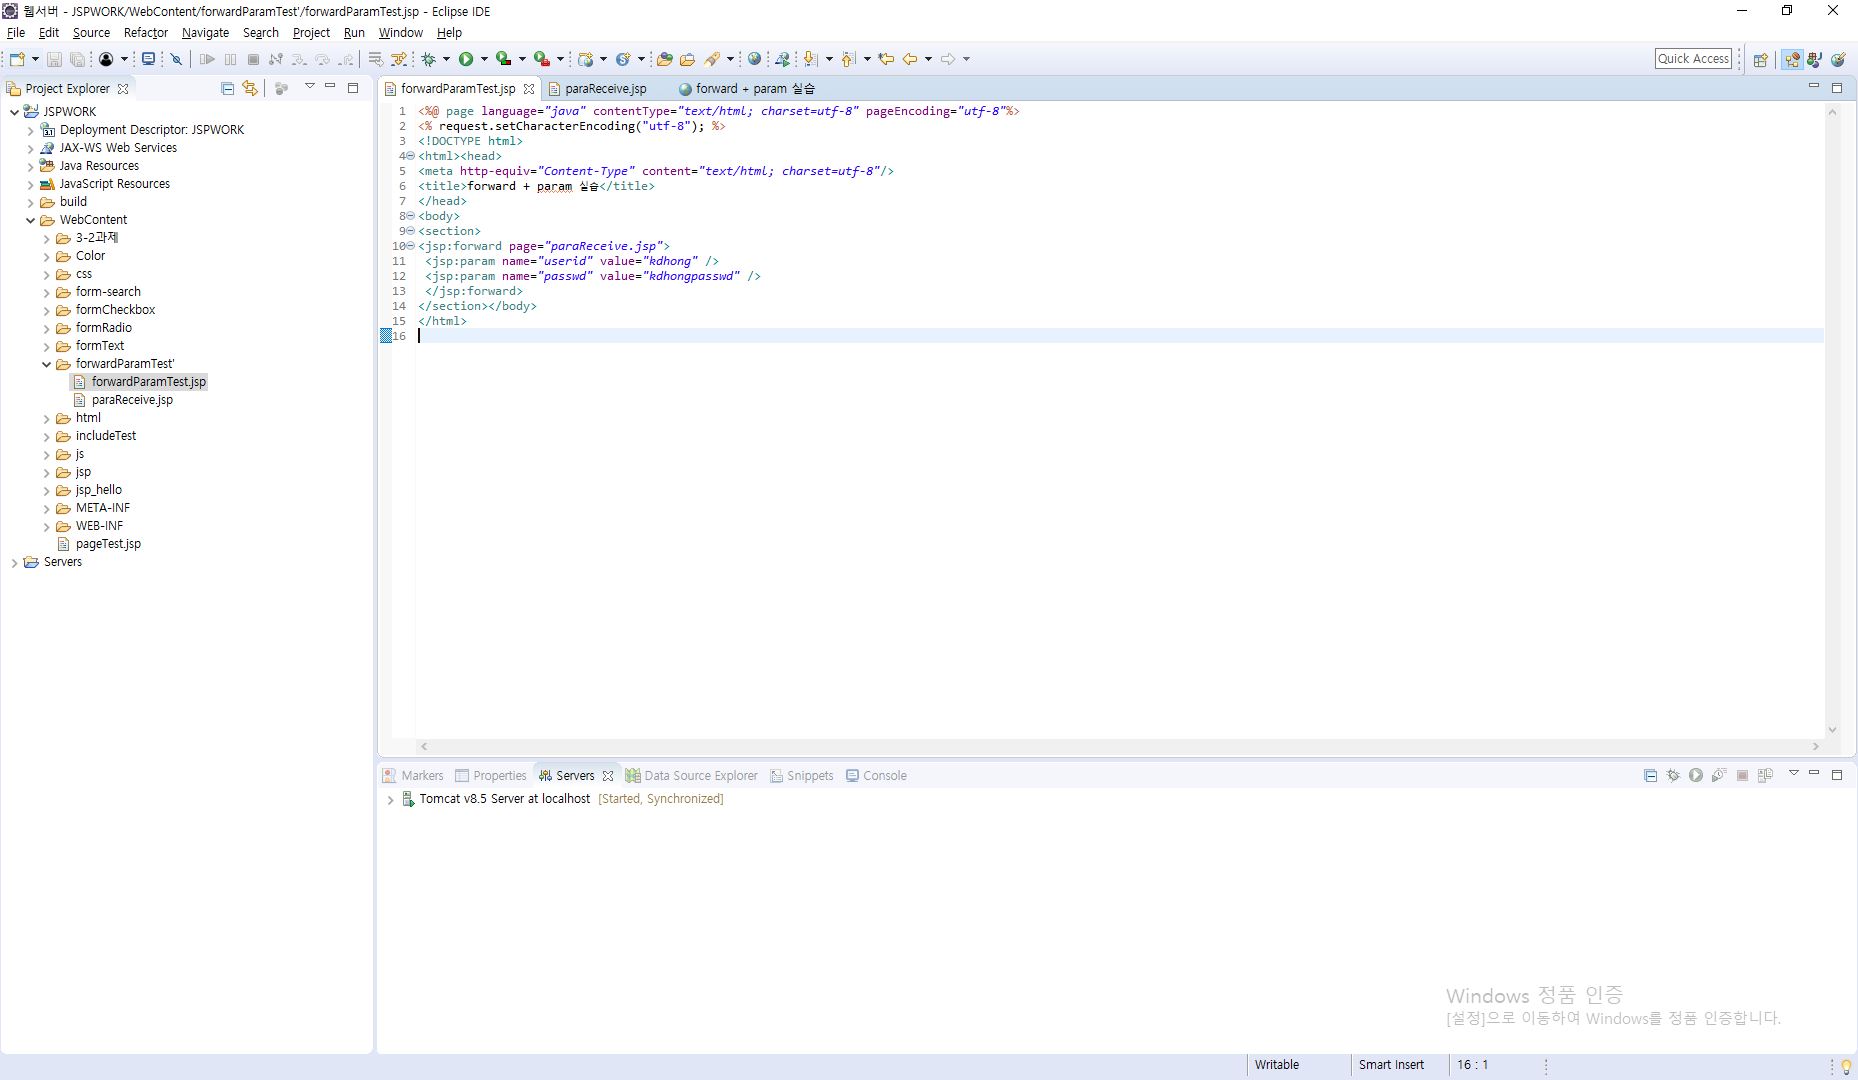 웹서버 - JSPWORK/WebContent/forwardParamTest'/forwardParamTest.jsp - Eclipse IDE
File Edit Source Refactor Navigate Search Project Run Window Help
Quick Access
Project Explorer
JSPWORK
Deployment Descriptor: JSPWORK
JAX-WS Web Services
Java Resources
JavaScript Resources
build
WebContent
3-2과제
Color
css
form-search
formCheckbox
formRadio
formText
forwardParamTest'
forwardParamTest.jsp
paraReceive.jsp
html
includeTest
js
jsp
jsp_hello
META-INF
WEB-INF
pageTest.jsp
Servers
forwardParamTest.jsp paraReceive.jsp forward + param 실습
1 <%@ page language="java" contentType="text/html; charset=utf-8" pageEncoding="utf-8"%>
2 <% request.setCharacterEncoding("utf-8"); %>
3 <!DOCTYPE html>
4 <html><head>
5 <meta http-equiv="Content-Type" content="text/html; charset=utf-8"/>
6 <title>forward + param 실습</title>
7 </head>
8 <body>
9 <section>
10 <jsp:forward page="paraReceive.jsp">
11 <jsp:param name="userid" value="kdhong" />
12 <jsp:param name="passwd" value="kdhongpasswd" />
13 </jsp:forward>
14 </section></body>
15 </html>
16
Markers Properties Servers Data Source Explorer Snippets Console
Tomcat v8.5 Server at localhost [Started, Synchronized]
Windows 정품 인증
[설정]으로 이동하여 Windows를 정품 인증합니다.
Writable Smart Insert 16 : 1